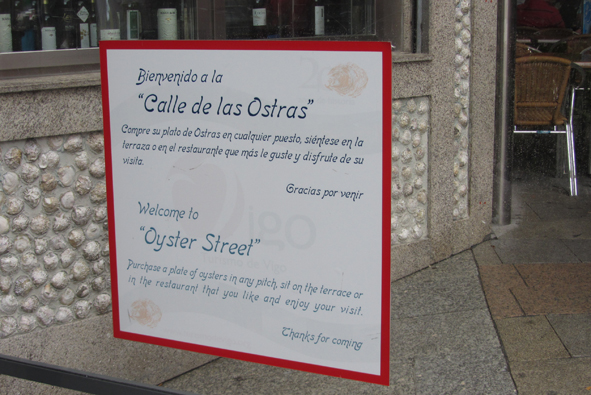 Bienvenido a la
"Calle de las Ostras"
Compre su plato de Ostras en cualquier puesto, siéntese en la
terraza o en el restaurante que más le guste y disfrute de su
visita.
Gracias por venir
Welcome to
"Oyster Street"
Purchase a plate of oysters in any pitch, sit on the terrace or
in the restaurant that you like and enjoy your visit.
Thanks for coming